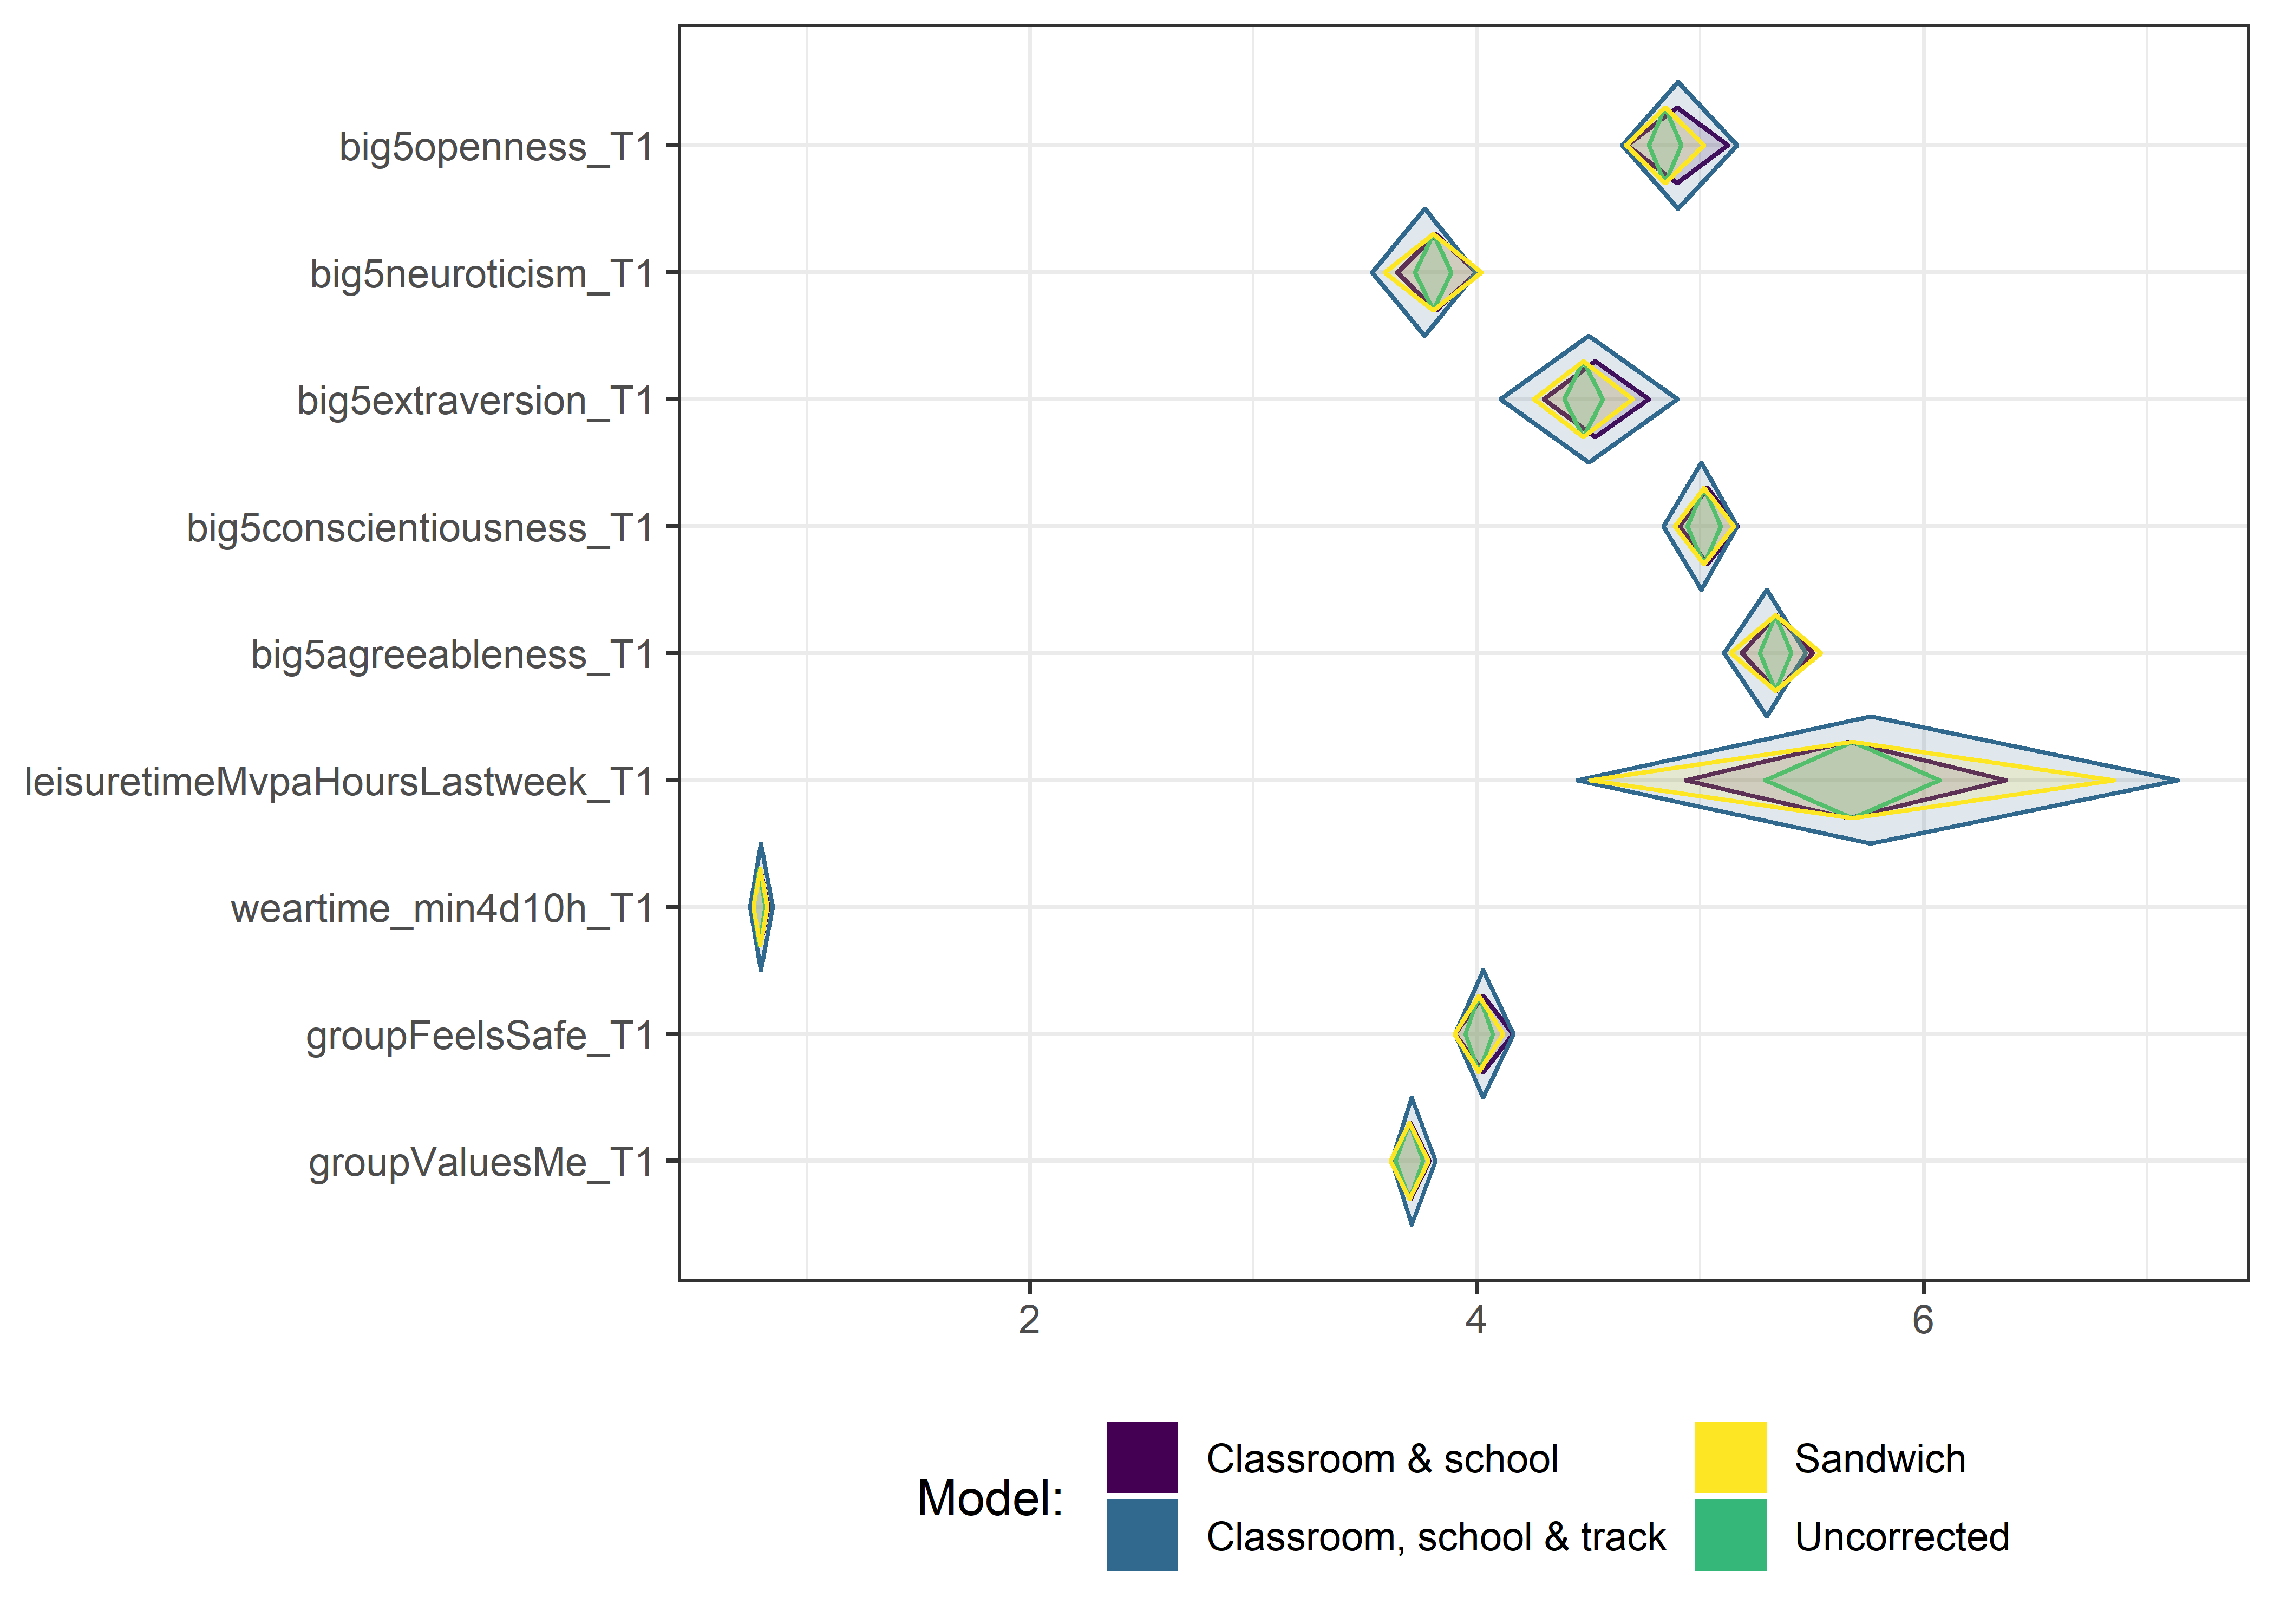 big5openness_T1
big5neuroticism_T1
big5extraversion_T1
big5conscientiousness_T1
big5agreeableness_T1
leisuretimeMvpaHoursLastweek_T1
weartime_min4d10h_T1
groupFeelsSafe_T1
groupValuesMe_T1
2 4 6
Model:
Classroom & school
Classroom, school & track
Sandwich
Uncorrected